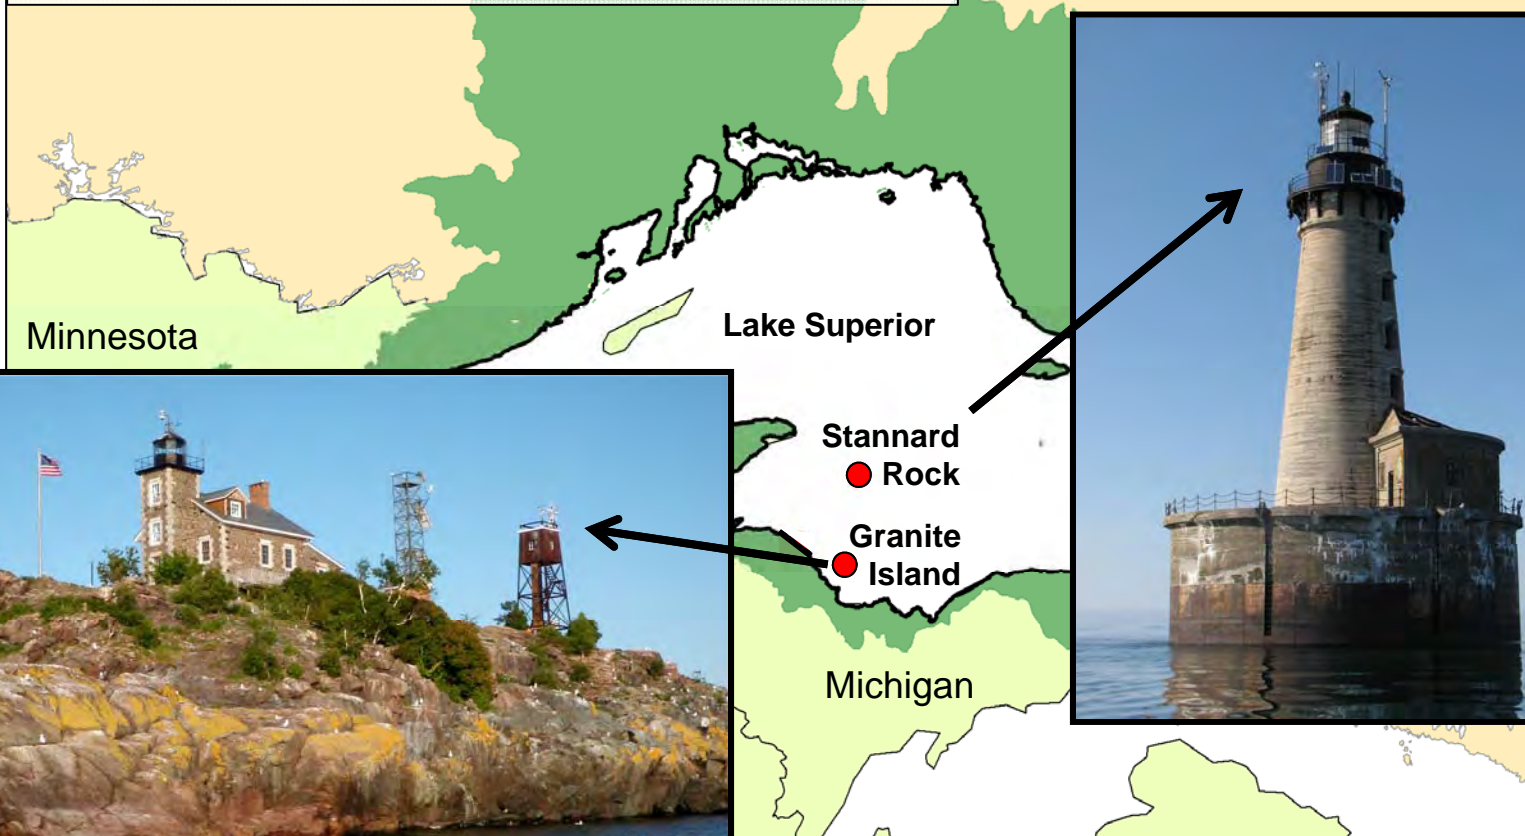 Minnesota
Lake Superior
Stannard
Rock
Granite
Island
Michigan